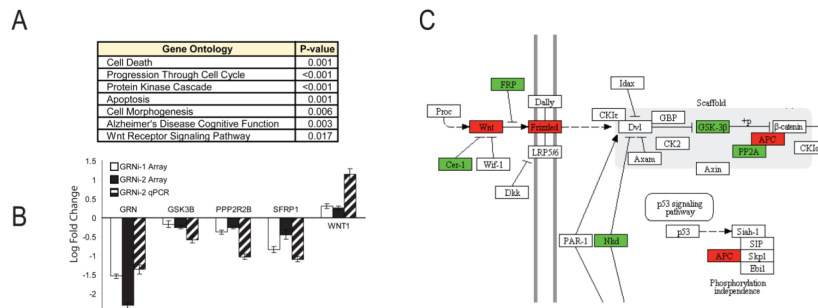 A
Gene Ontology P-value
Cell Death 0.001
Progression Through Cell Cycle <0.001
Protein Kinase Cascade <0.001
Apoptosis 0.001
Cell Morphogenesis 0.006
Alzheimer's Disease Cognitive Function 0.003
Wnt Receptor Signaling Pathway 0.017
B
Log Fold Change
1.5
1
0.5
0
-0.5
-1
-1.5
-2
GRNi-1 Array
GRNi-2 Array
GRNi-2 qPCR
GRN
GSK3B
PPP2R2B
SFRP1
WNT1
C
FRP
Proc
Wnt
Cer-1
Wif-1
Dally
Frizzled
LRP5/6
Dkk
Idax
CKIε
Dvl
GBP
CK2
Axam
Scaffold
GSK-3β
+p
β-catenin
APC
PP2A
Axin
CKIα
PAR-1
Nkd
p53 signaling
pathway
p53
Siah-1
SIP
APC
Skp1
Ebi1
Phosphorylation
independence